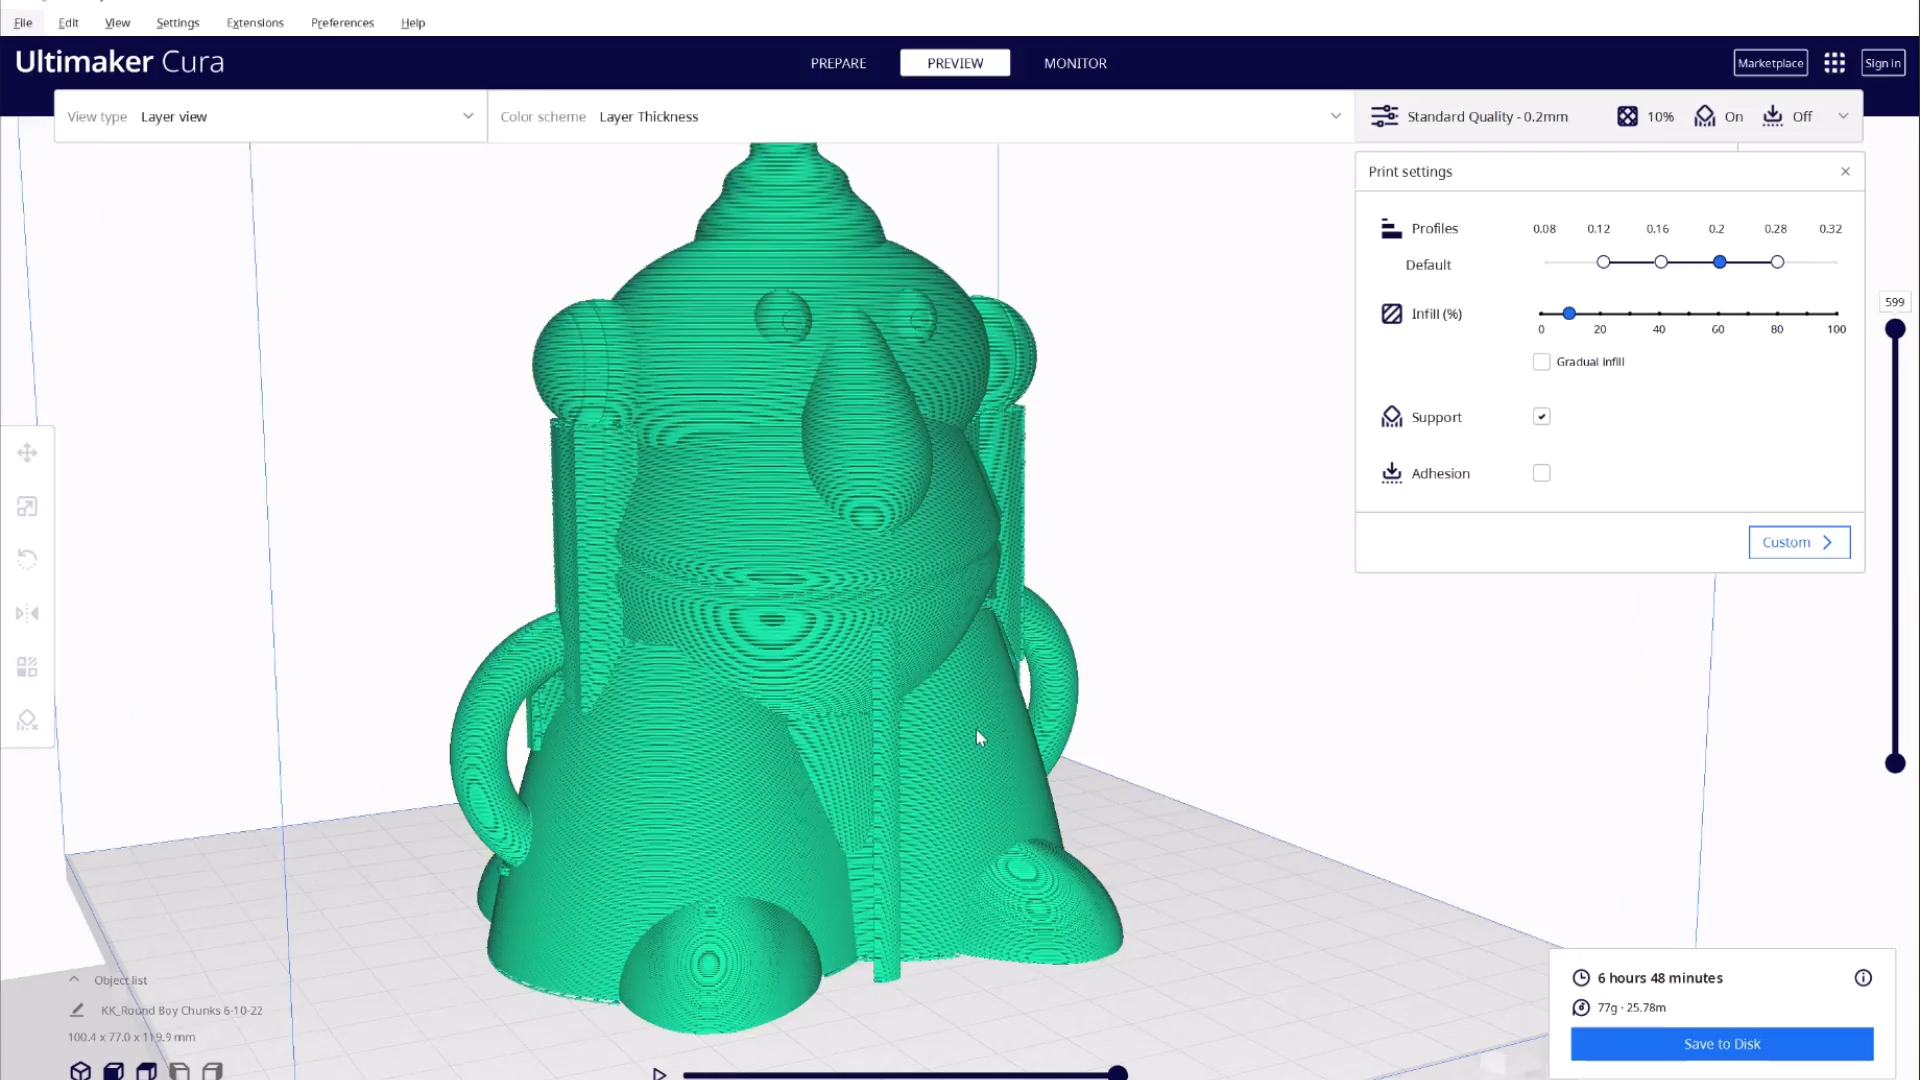 File Edit View Settings Extensions Preferences Help
Ultimaker Cura PREPARE PREVIEW MONITOR Marketplace Sign in
View type Layer view Color scheme Layer Thickness Standard Quality - 0.2mm 10% On Off
Print settings
Profiles 0.08 0.12 0.16 0.2 0.28 0.32
Default
Infill (%)
0 20 40 60 80 100
Gradual infill
Support
Adhesion
Custom
599
Object list
KK_Round Boy Chunks 6-10-22
100.4 x 77.0 x 119.9 mm
6 hours 48 minutes
77g · 25.78m
Save to Disk